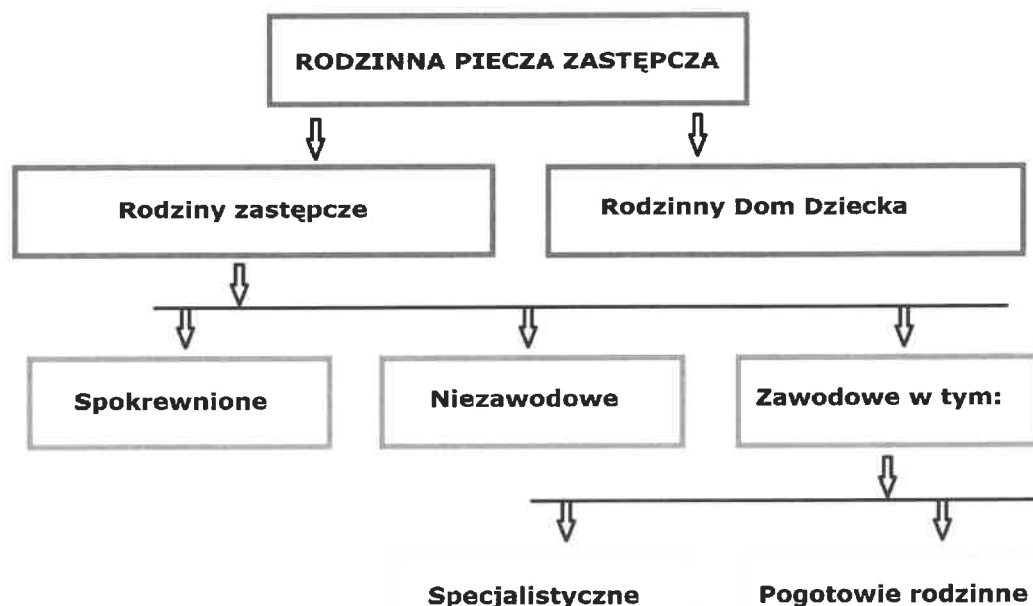 RODZINNA PIECZA ZASTĘPCZA
Rodziny zastępcze
Rodzinny Dom Dziecka
Spokrewnione
Niezawodowe
Zawodowe w tym:
Specjalistyczne
Pogotowie rodzinne